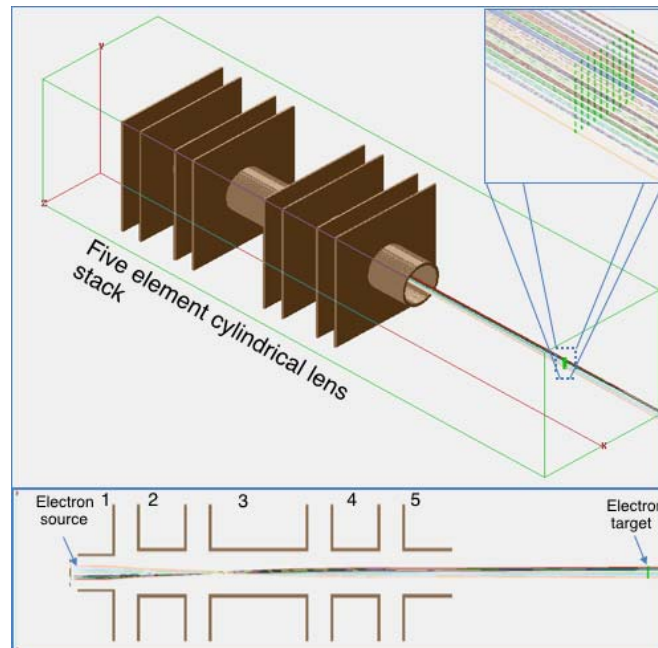 y
z
Five element cylindrical lens
stack
x
Electron
source
1
2
3
4
5
Electron
target